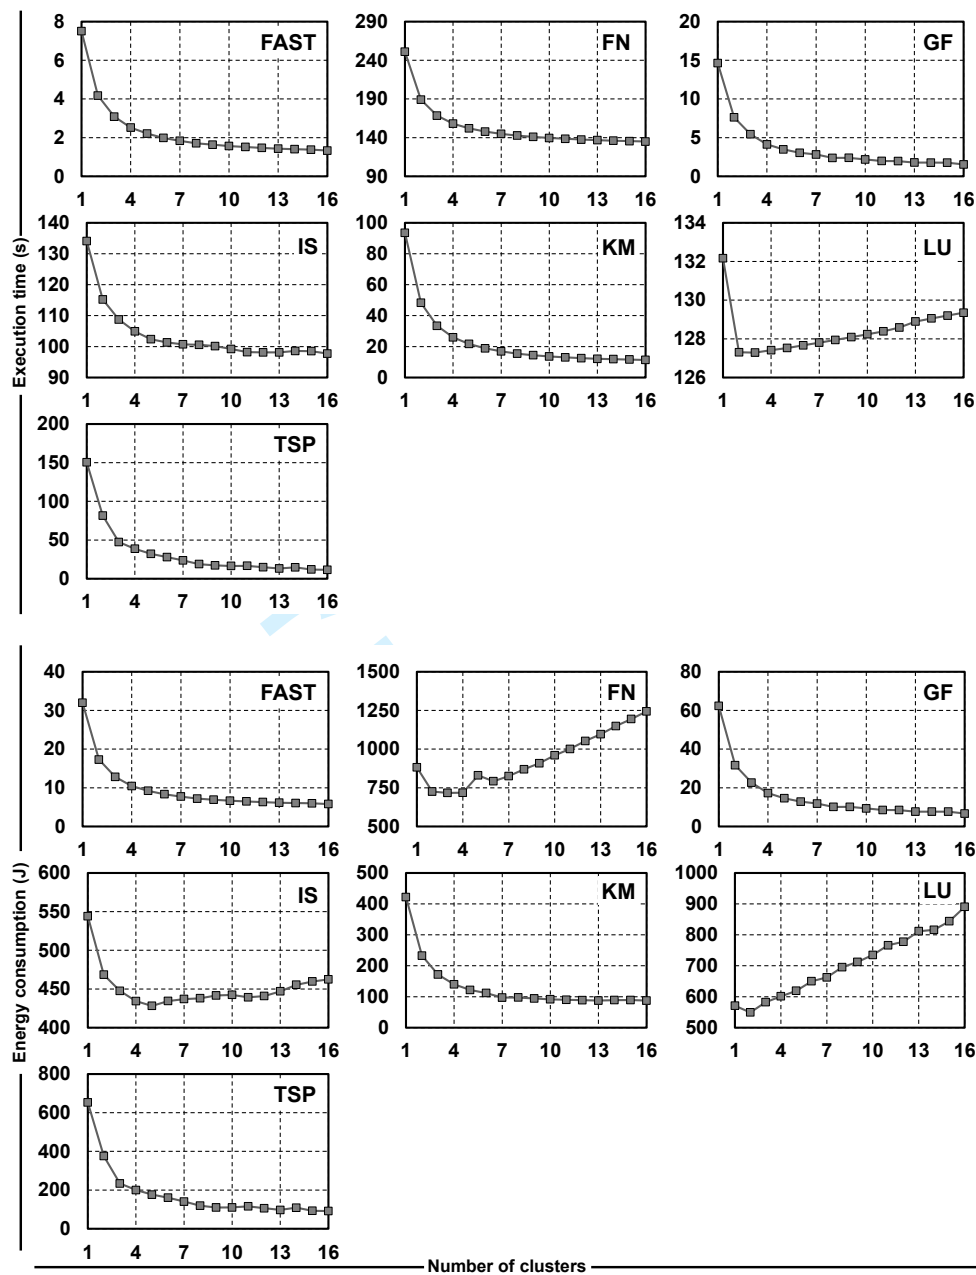 Execution time (s)
FAST
8
6
4
2
0
1 4 7 10 13 16
FN
290
240
190
140
90
1 4 7 10 13 16
GF
20
15
10
5
0
1 4 7 10 13 16
IS
140
130
120
110
100
90
1 4 7 10 13 16
KM
100
80
60
40
20
0
1 4 7 10 13 16
LU
134
132
130
128
126
1 4 7 10 13 16
TSP
200
150
100
50
0
1 4 7 10 13 16
Energy consumption (J)
FAST
40
30
20
10
0
1 4 7 10 13 16
FN
1500
1250
1000
750
500
1 4 7 10 13 16
GF
80
60
40
20
0
1 4 7 10 13 16
IS
600
550
500
450
400
1 4 7 10 13 16
KM
500
400
300
200
100
0
1 4 7 10 13 16
LU
1000
900
800
700
600
500
1 4 7 10 13 16
TSP
800
600
400
200
0
1 4 7 10 13 16
Number of clusters